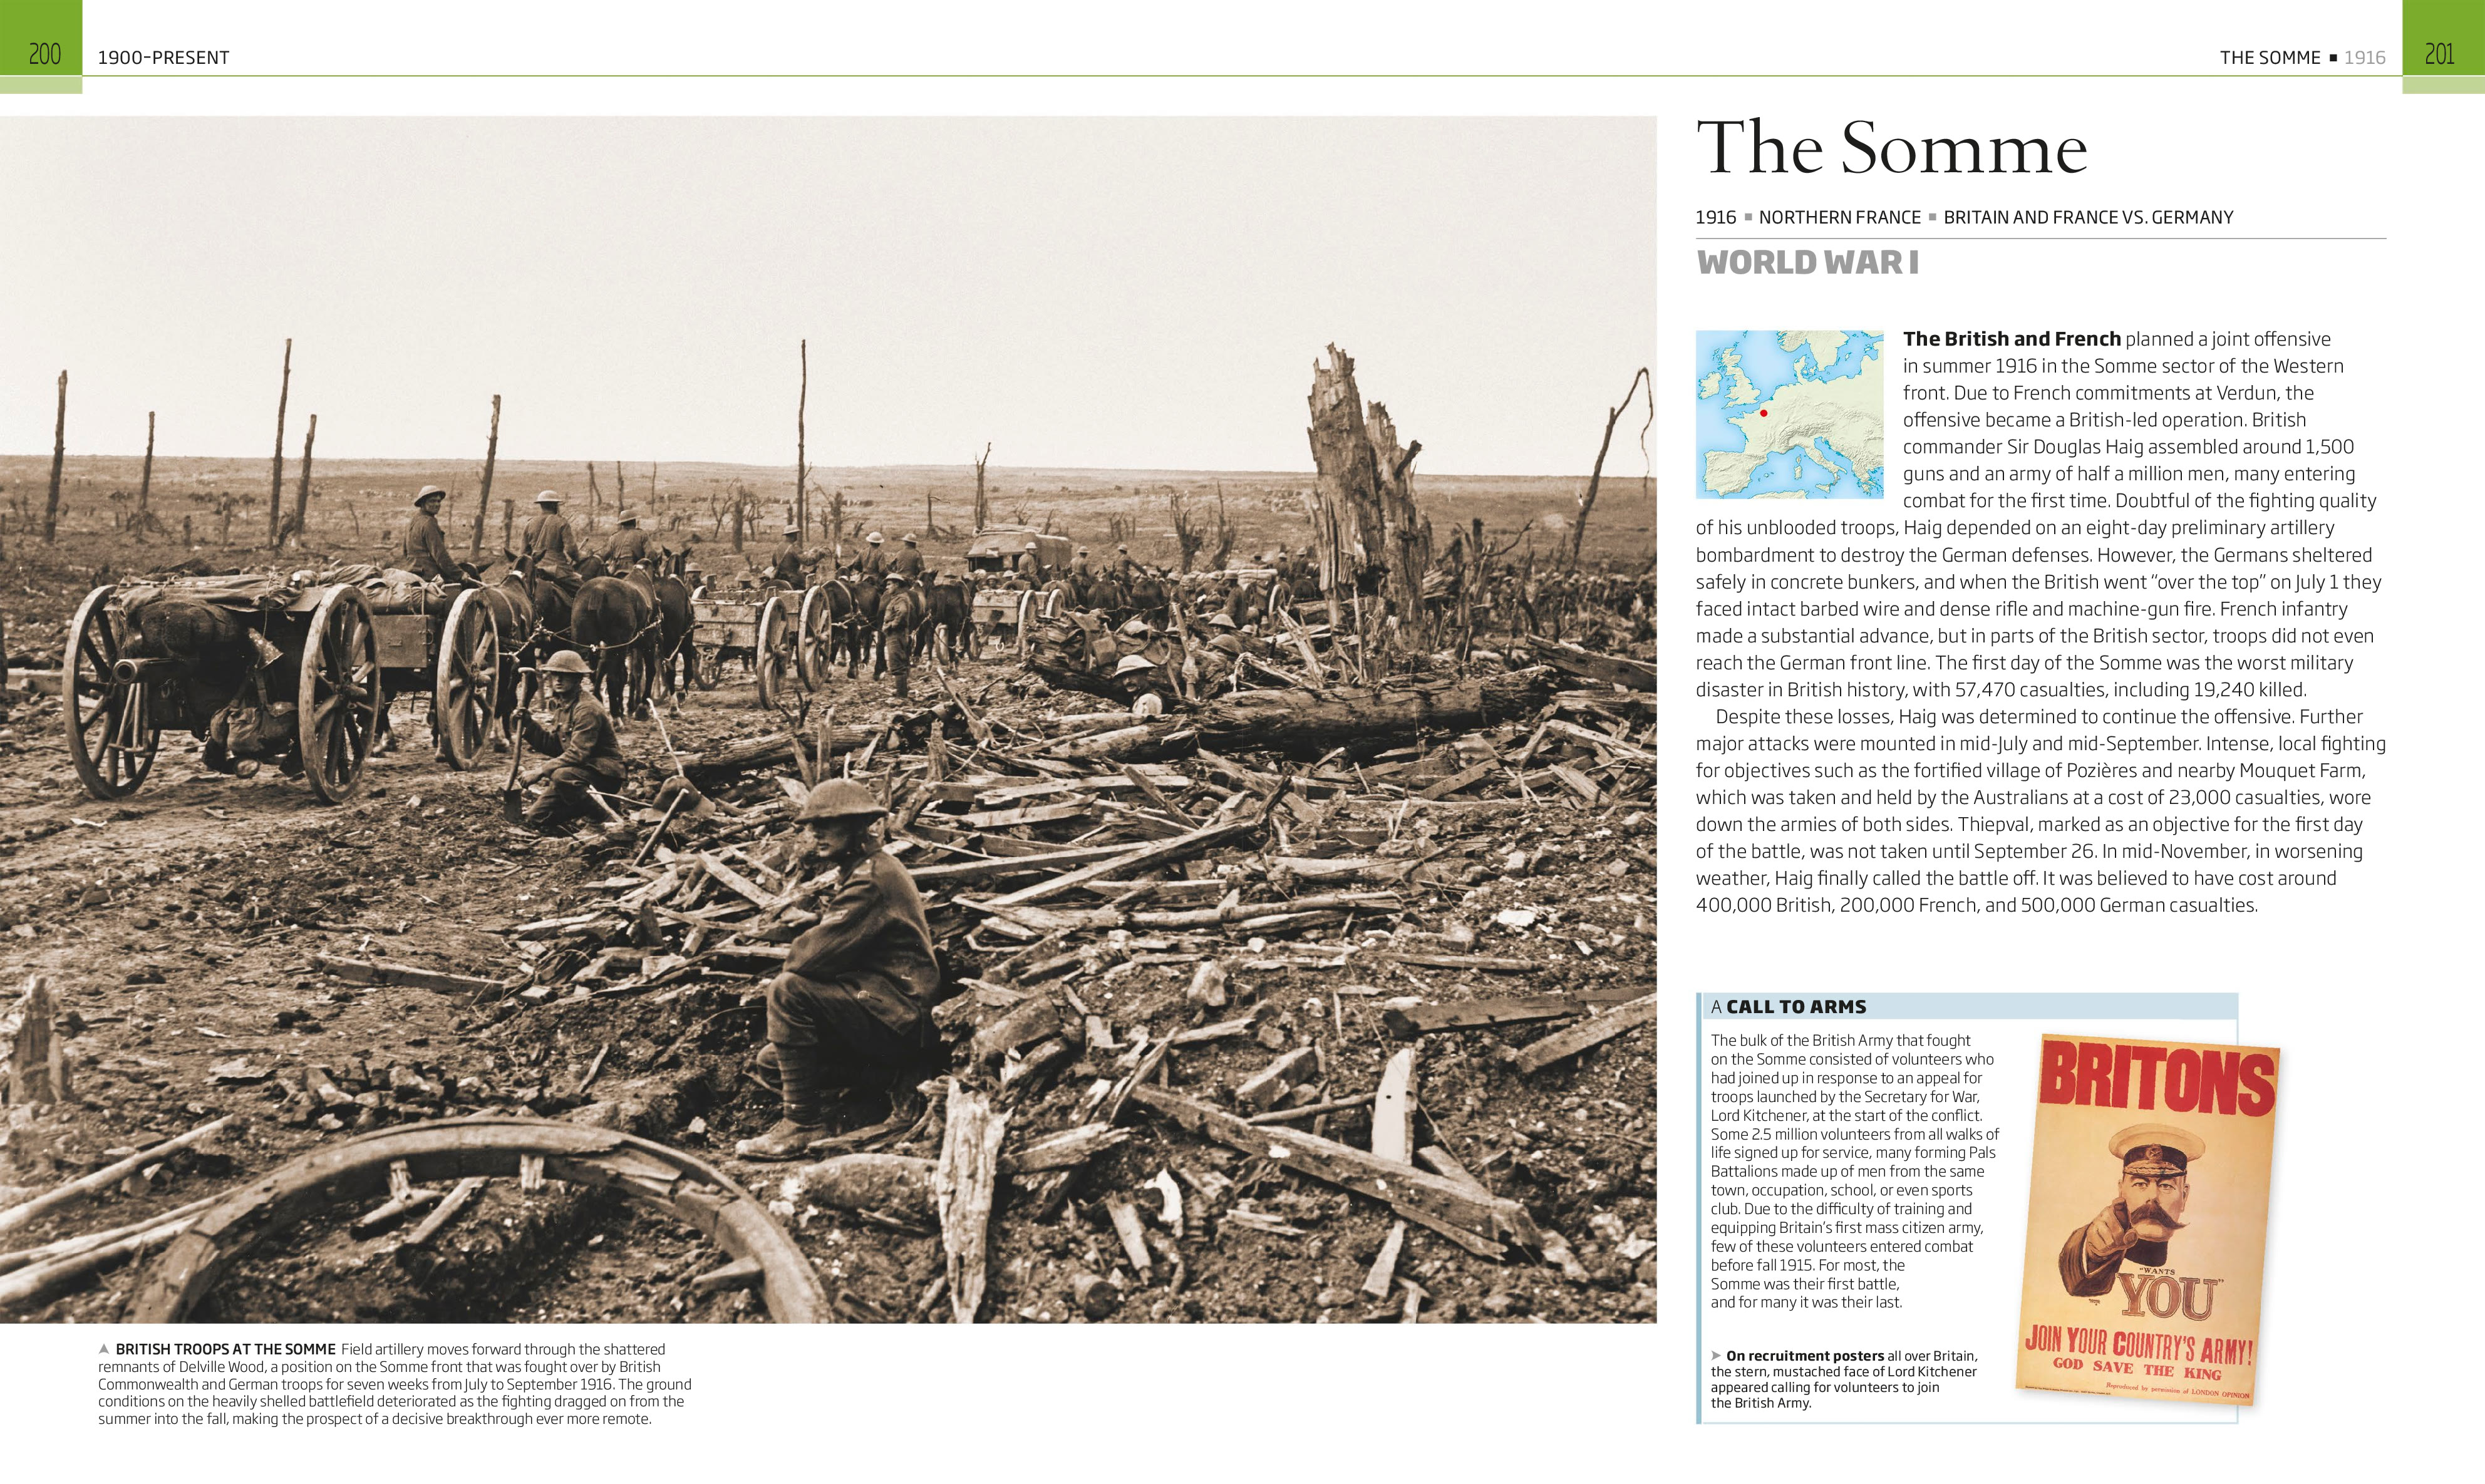 200
1900–PRESENT
THE SOMME ■ 1916
201
The Somme
1916 ■ NORTHERN FRANCE ■ BRITAIN AND FRANCE VS. GERMANY
WORLD WAR I
The British and French planned a joint offensive
in summer 1916 in the Somme sector of the Western
front. Due to French commitments at Verdun, the
offensive became a British-led operation. British
commander Sir Douglas Haig assembled around 1,500
guns and an army of half a million men, many entering
combat for the first time. Doubtful of the fighting quality
of his unblooded troops, Haig depended on an eight-day preliminary artillery
bombardment to destroy the German defenses. However, the Germans sheltered
safely in concrete bunkers, and when the British went “over the top” on July 1 they
faced intact barbed wire and dense rifle and machine-gun fire. French infantry
made a substantial advance, but in parts of the British sector, troops did not even
reach the German front line. The first day of the Somme was the worst military
disaster in British history, with 57,470 casualties, including 19,240 killed.
Despite these losses, Haig was determined to continue the offensive. Further
major attacks were mounted in mid-July and mid-September. Intense, local fighting
for objectives such as the fortified village of Pozières and nearby Mouquet Farm,
which was taken and held by the Australians at a cost of 23,000 casualties, wore
down the armies of both sides. Thiepval, marked as an objective for the first day
of the battle, was not taken until September 26. In mid-November, in worsening
weather, Haig finally called the battle off. It was believed to have cost around
400,000 British, 200,000 French, and 500,000 German casualties.
A CALL TO ARMS
The bulk of the British Army that fought
on the Somme consisted of volunteers who
had joined up in response to an appeal for
troops launched by the Secretary for War,
Lord Kitchener, at the start of the conflict.
Some 2.5 million volunteers from all walks of
life signed up for service, many forming Pals
Battalions made up of men from the same
town, occupation, school, or even sports
club. Due to the difficulty of training and
equipping Britain’s first mass citizen army,
few of these volunteers entered combat
before fall 1915. For most, the
Somme was their first battle,
and for many it was their last.
➤ On recruitment posters all over Britain,
the stern, mustached face of Lord Kitchener
appeared calling for volunteers to join
the British Army.
BRITONS
“WANTS
YOU”
JOIN YOUR COUNTRY’S ARMY!
GOD SAVE THE KING
Reproduced by permission of LONDON OPINION
▲ BRITISH TROOPS AT THE SOMME Field artillery moves forward through the shattered
remnants of Delville Wood, a position on the Somme front that was fought over by British
Commonwealth and German troops for seven weeks from July to September 1916. The ground
conditions on the heavily shelled battlefield deteriorated as the fighting dragged on from the
summer into the fall, making the prospect of a decisive breakthrough ever more remote.